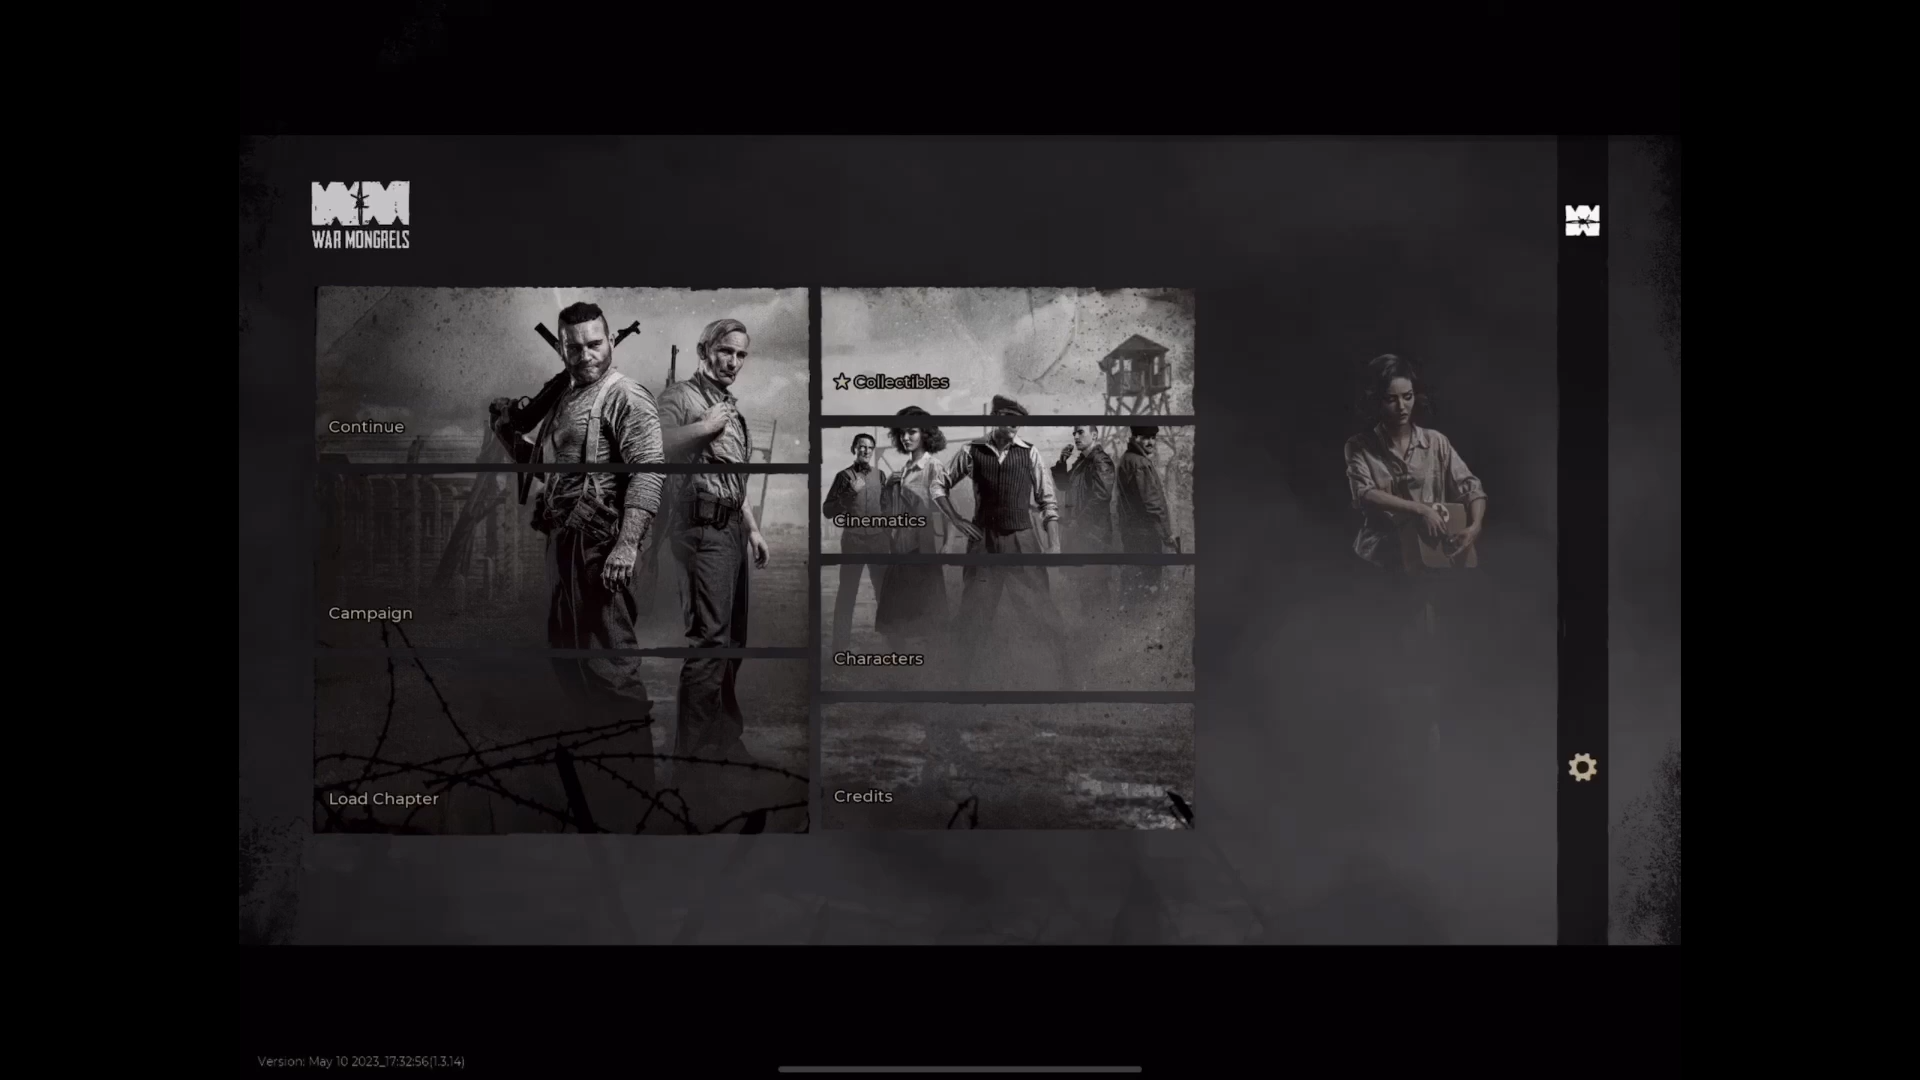 WM
WAR MONGRELS
Continue
Campaign
Load Chapter
Collectibles
Cinematics
Characters
Credits
Version: May 10 2023_17:32:56(1.3.14)